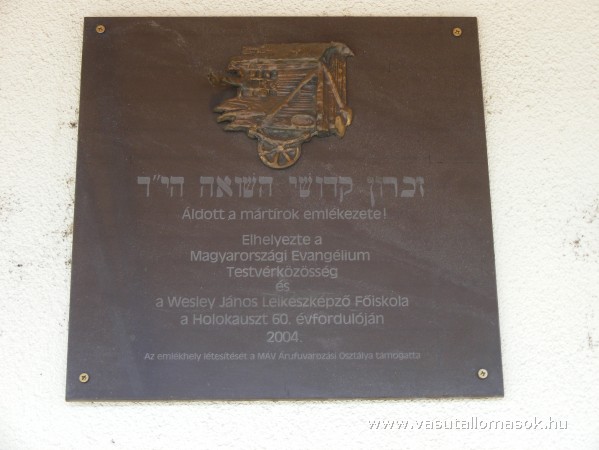 זכרון קדושי השואה הי"ד
Áldott a mártírok emlékezete!
Elhelyezte a
Magyarországi Evangélium
Testvérközösség
és
a Wesley János Lelkészképző Főiskola
a Holokauszt 60. évfordulóján
2004.
Az emlékhely létesítését a MÁV Árufuvarozási Osztálya támogatta
www.vasutallomasok.hu